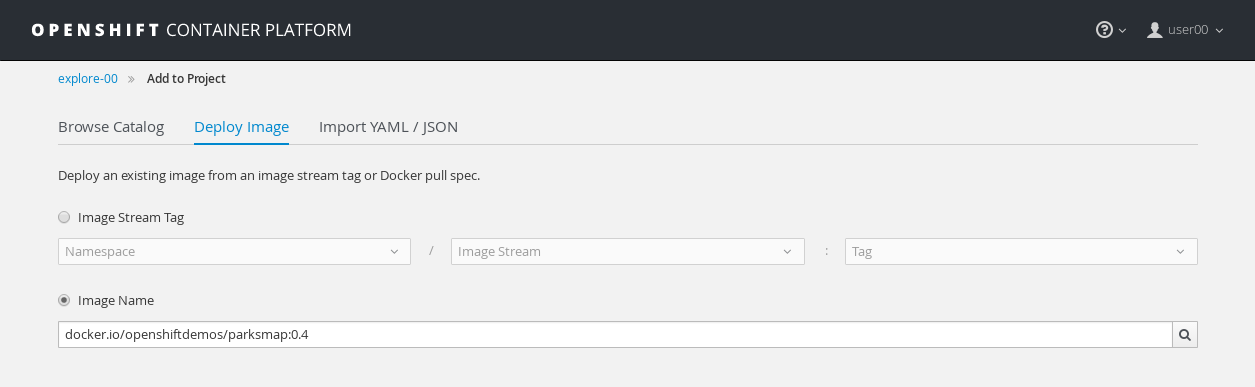 OPENSHIFT CONTAINER PLATFORM
user00
explore-00 » Add to Project
Browse Catalog Deploy Image Import YAML / JSON
Deploy an existing image from an image stream tag or Docker pull spec.
Image Stream Tag
Namespace / Image Stream : Tag
Image Name
docker.io/openshiftdemos/parksmap:0.4